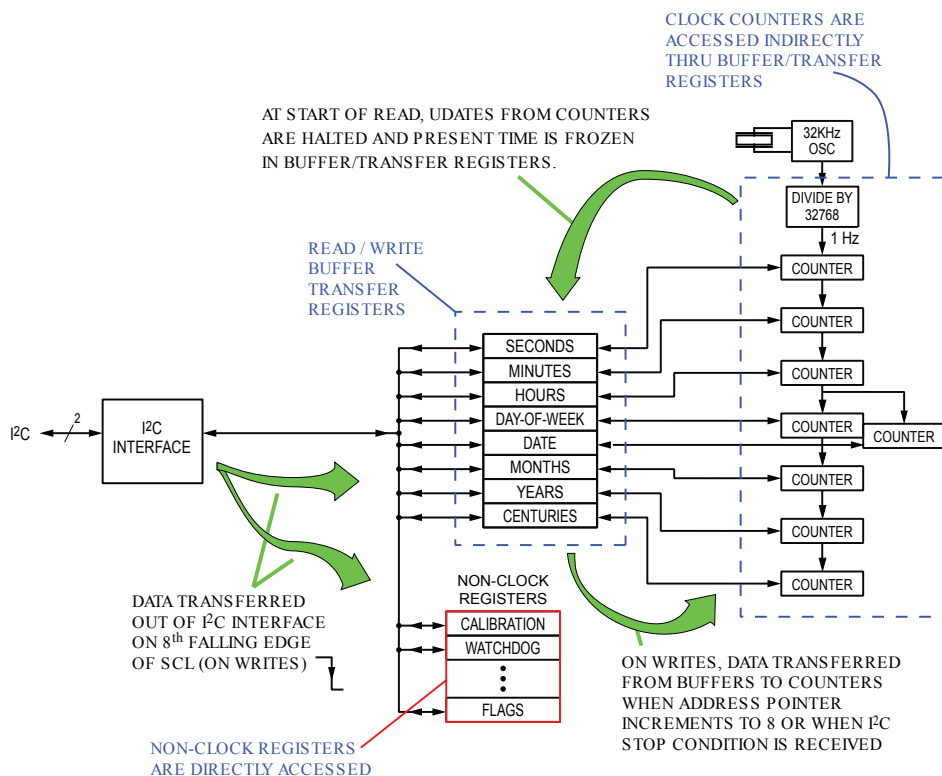 CLOCK COUNTERS ARE
ACCESSED INDIRECTLY
THRU BUFFER/TRANSFER
REGISTERS
AT START OF READ, UDATES FROM COUNTERS
ARE HALTED AND PRESENT TIME IS FROZEN
IN BUFFER/TRANSFER REGISTERS.
32KHz
OSC
DIVIDE BY
32768
1 Hz
READ / WRITE
BUFFER
TRANSFER
REGISTERS
COUNTER
COUNTER
COUNTER
COUNTER
COUNTER
COUNTER
COUNTER
COUNTER
SECONDS
MINUTES
HOURS
DAY-OF-WEEK
DATE
MONTHS
YEARS
CENTURIES
I²C
2
I²C
INTERFACE
DATA TRANSFERRED
OUT OF I²C INTERFACE
ON 8th FALLING EDGE
OF SCL (ON WRITES)
NON-CLOCK
REGISTERS
CALIBRATION
WATCHDOG
FLAGS
ON WRITES, DATA TRANSFERRED
FROM BUFFERS TO COUNTERS
WHEN ADDRESS POINTER
INCREMENTS TO 8 OR WHEN I²C
STOP CONDITION IS RECEIVED
NON-CLOCK REGISTERS
ARE DIRECTLY ACCESSED